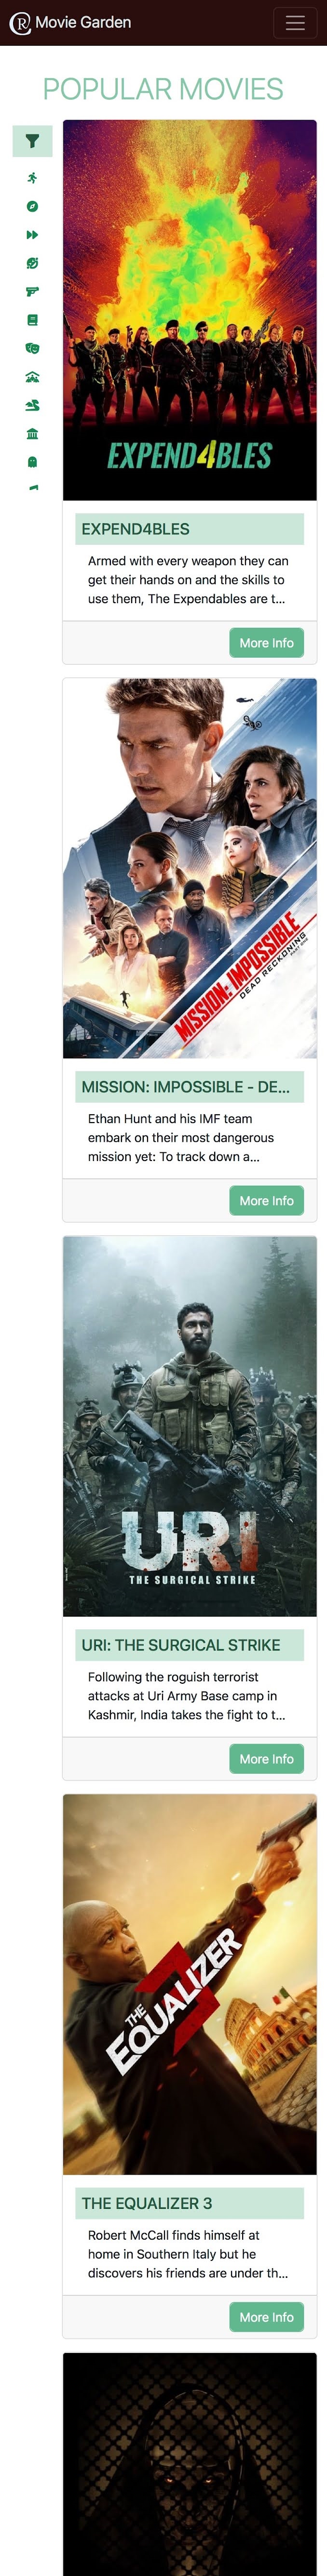 Movie Garden
POPULAR MOVIES
EXPEND4BLES
EXPEND4BLES
Armed with every weapon they can
get their hands on and the skills to
use them, The Expendables are t...
More Info
MISSION: IMPOSSIBLE
DEAD RECKONING
PART ONE
MISSION: IMPOSSIBLE - DE...
Ethan Hunt and his IMF team
embark on their most dangerous
mission yet: To track down a...
More Info
URI
THE SURGICAL STRIKE
URI: THE SURGICAL STRIKE
Following the roguish terrorist
attacks at Uri Army Base camp in
Kashmir, India takes the fight to t...
More Info
THE
EQUALIZER
3
THE EQUALIZER 3
Robert McCall finds himself at
home in Southern Italy but he
discovers his friends are under th...
More Info